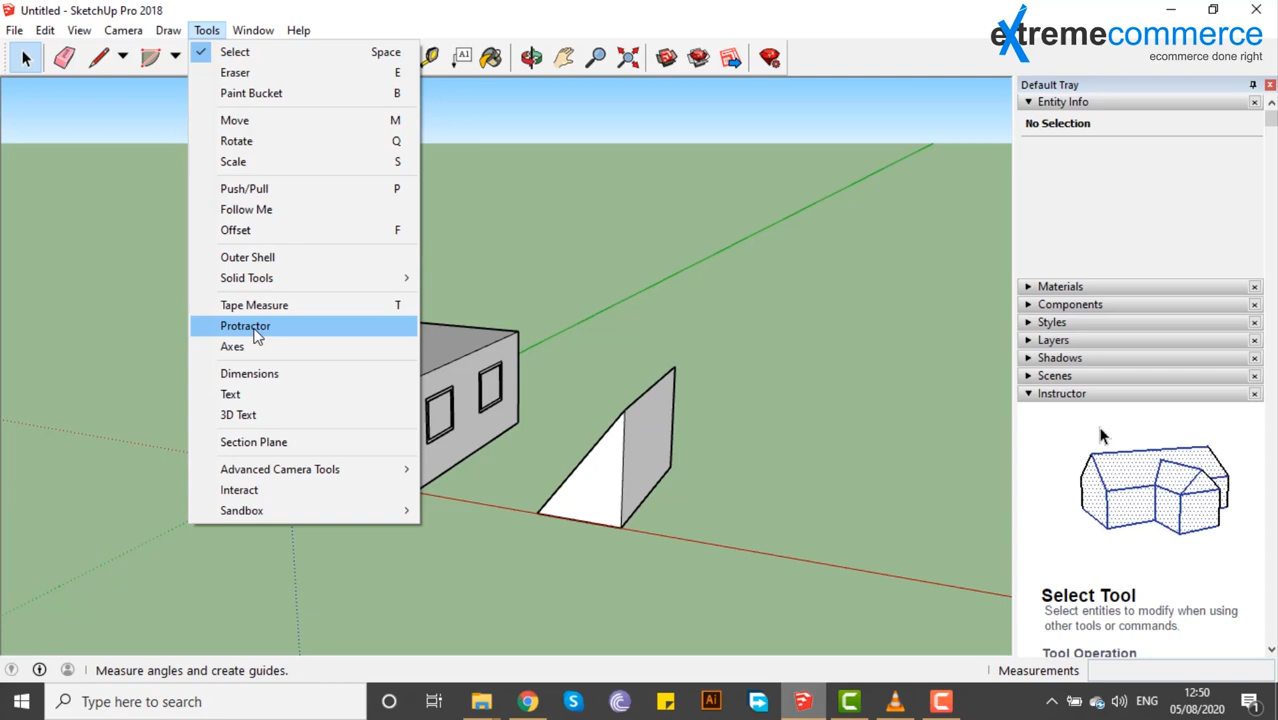 Untitled - SketchUp Pro 2018
File Edit View Camera Draw Tools Window Help
extremecommerce
ecommerce done right
A1
Select Space
Eraser E
Paint Bucket B
Move M
Rotate Q
Scale S
Push/Pull P
Follow Me
Offset F
Outer Shell
Solid Tools
Tape Measure T
Protractor
Axes
Dimensions
Text
3D Text
Section Plane
Advanced Camera Tools
Interact
Sandbox
Default Tray
Entity Info
No Selection
Materials
Components
Styles
Layers
Shadows
Scenes
Instructor
Select Tool
Select entities to modify when using
other tools or commands.
Tool Operation
Measure angles and create guides.
Measurements
Type here to search
Ai
ENG
12:50
05/08/2020
1